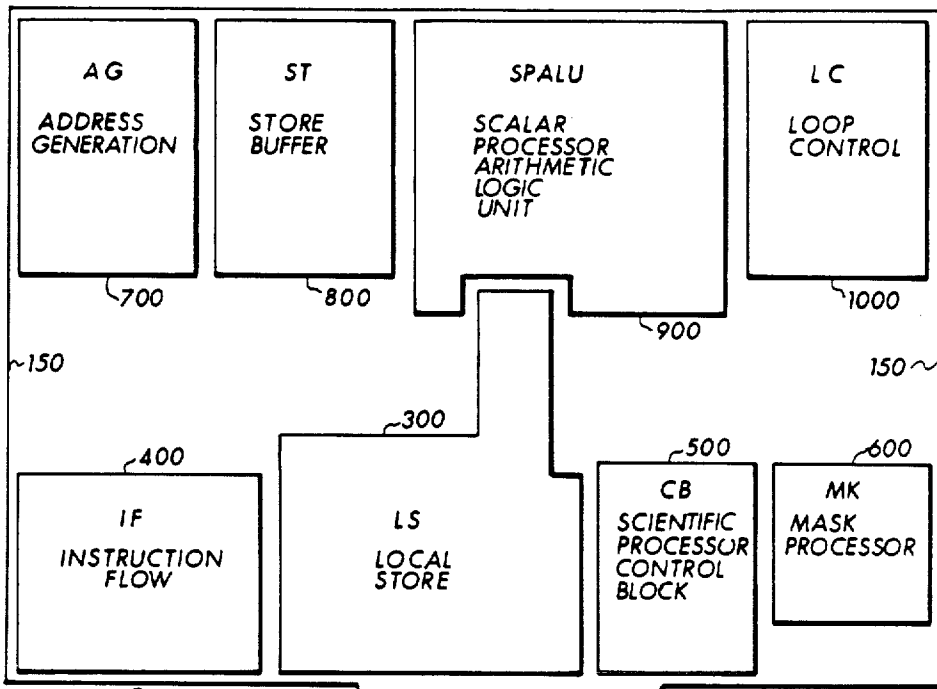 AG
ADDRESS
GENERATION
700
ST
STORE
BUFFER
800
SPALU
SCALAR
PROCESSOR
ARITHMETIC
LOGIC
UNIT
900
LC
LOOP
CONTROL
1000
150
150
400
IF
INSTRUCTION
FLOW
300
LS
LOCAL
STORE
500
CB
SCIENTIFIC
PROCESSOR
CONTROL
BLOCK
600
MK
MASK
PROCESSOR